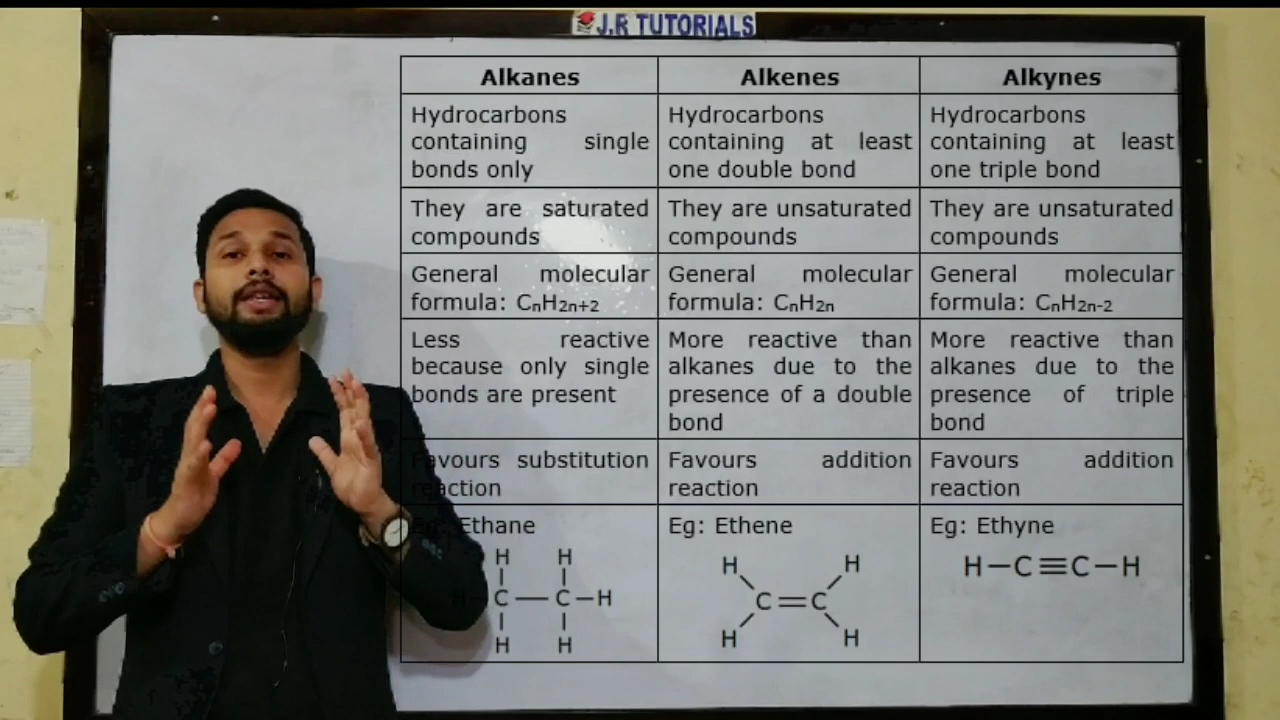 J.R TUTORIALS
Alkanes
Alkenes
Alkynes
Hydrocarbons
containing single
bonds only
Hydrocarbons
containing at least
one double bond
Hydrocarbons
containing at least
one triple bond
They are saturated
compounds
They are unsaturated
compounds
They are unsaturated
compounds
General molecular
formula: CₙH₂ₙ₊₂
General molecular
formula: CₙH₂ₙ
General molecular
formula: CₙH₂ₙ₋₂
Less reactive
because only single
bonds are present
More reactive than
alkanes due to the
presence of a double
bond
More reactive than
alkanes due to the
presence of triple
bond
Favours substitution
reaction
Favours addition
reaction
Favours addition
reaction
Eg: Ethane
H H
H C — C — H
H H
Eg: Ethene
H H
C = C
H H
Eg: Ethyne
H — C ≡ C — H